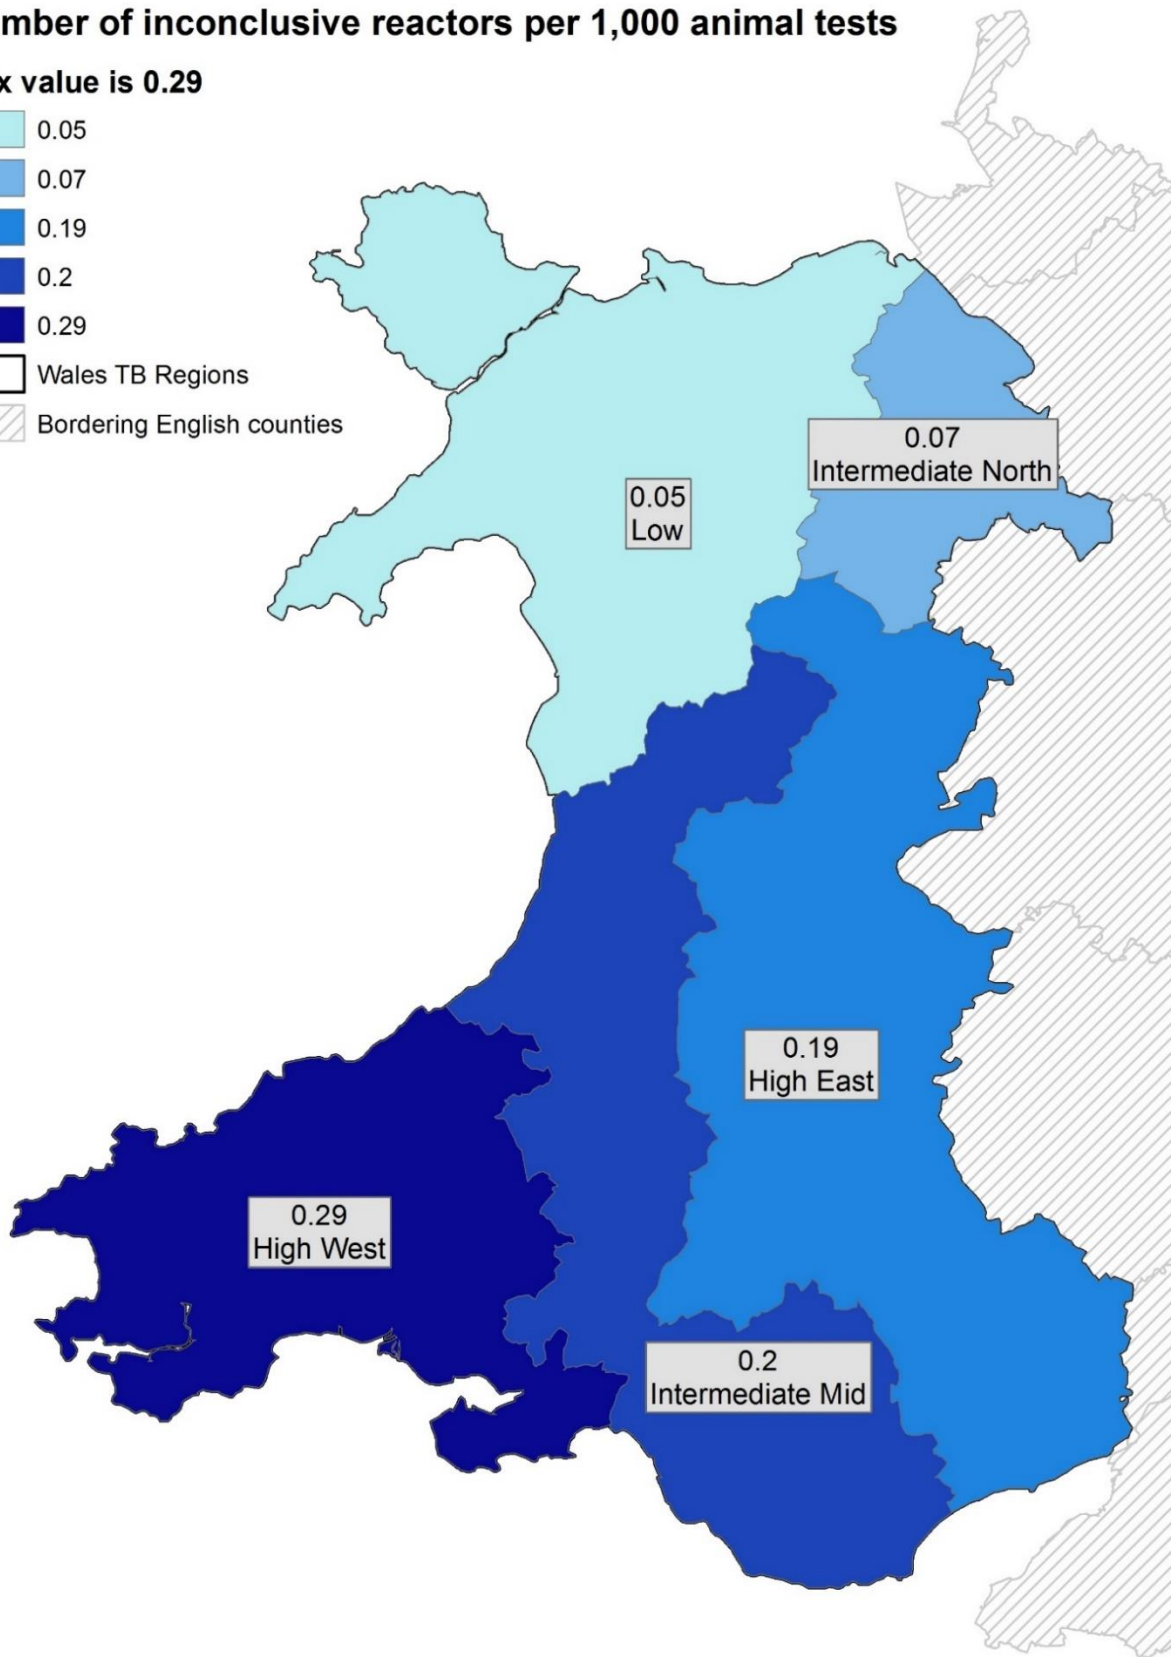 mber of inconclusive reactors per 1,000 animal tests
x value is 0.29
0.05
0.07
0.19
0.2
0.29
Wales TB Regions
Bordering English counties
0.07
Intermediate North
0.05
Low
0.19
High East
0.29
High West
0.2
Intermediate Mid